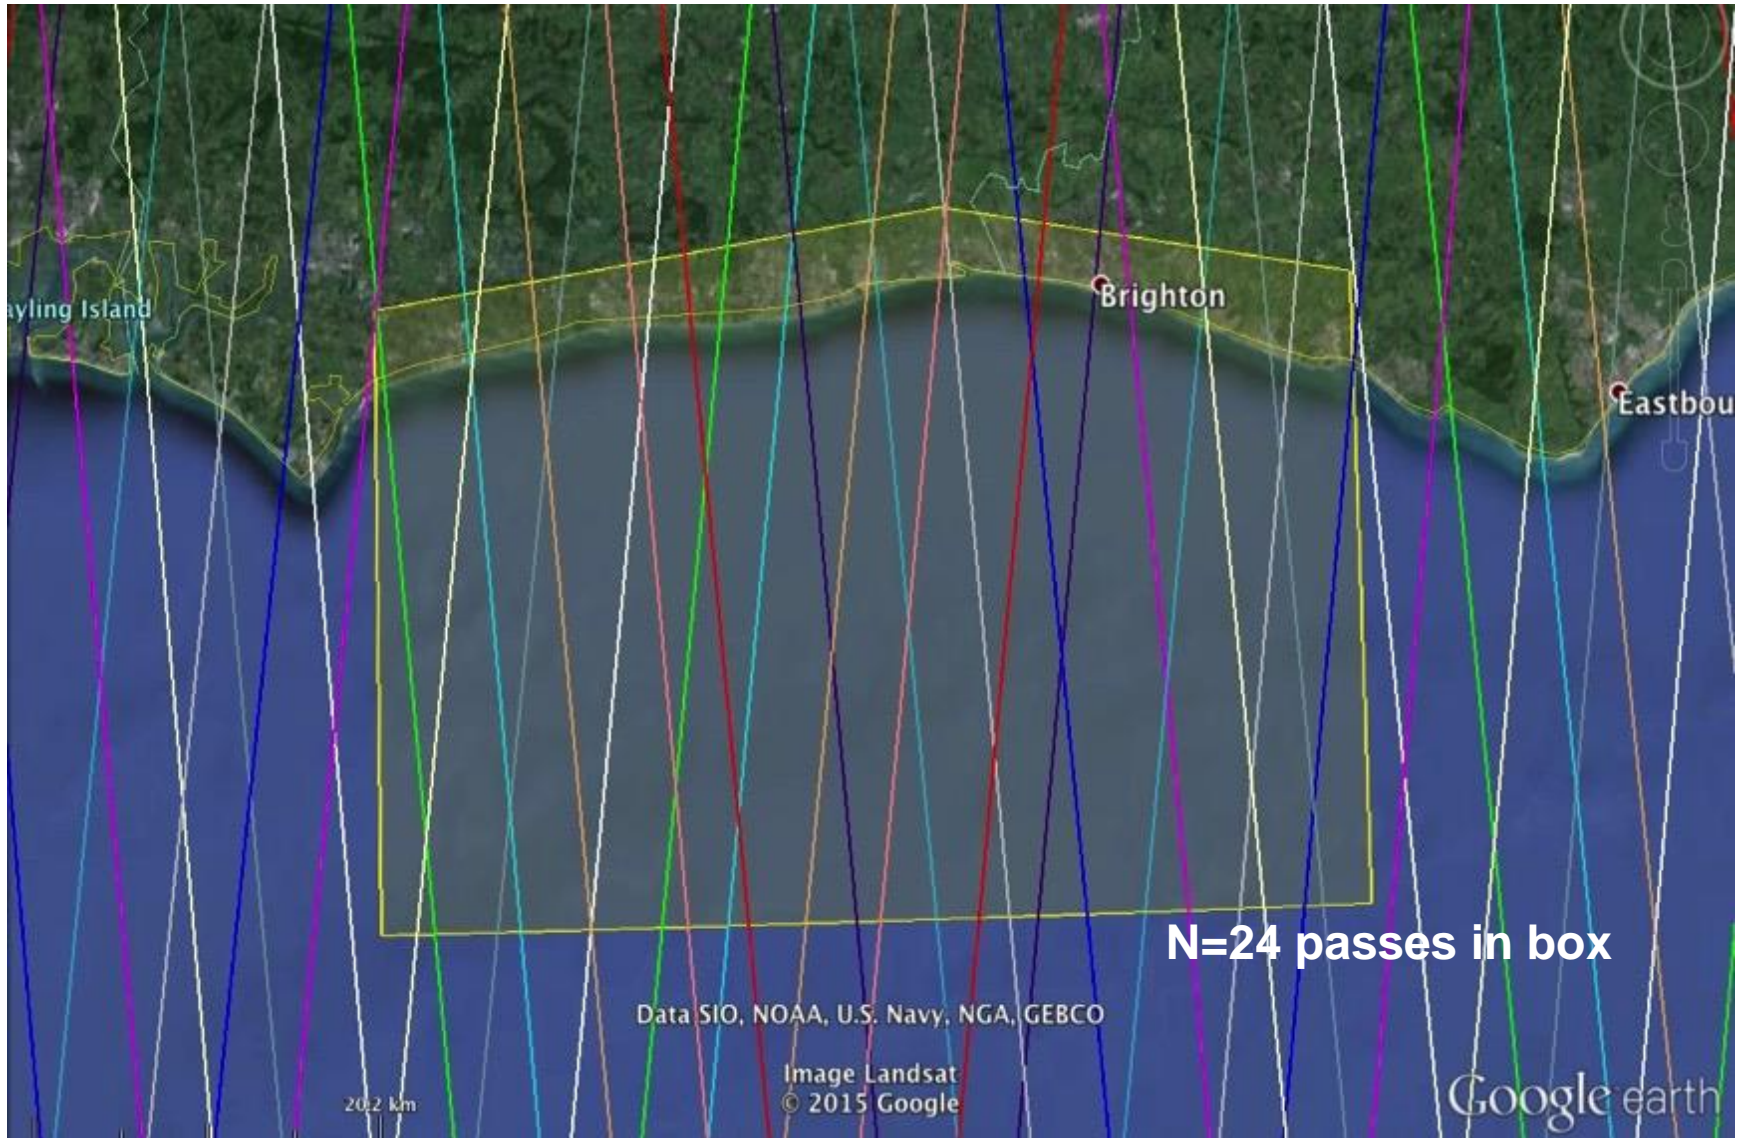 ayling Island
Brighton
Eastbou
N=24 passes in box
Data SIO, NOAA, U.S. Navy, NGA, GEBCO
Image Landsat
© 2015 Google
20.2 km
Google earth